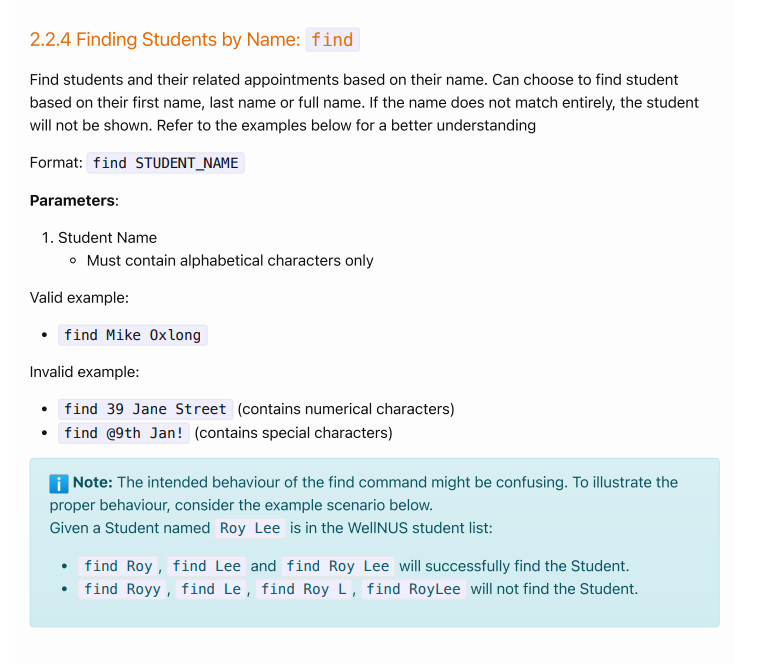 2.2.4 Finding Students by Name: find
Find students and their related appointments based on their name. Can choose to find student
based on their first name, last name or full name. If the name does not match entirely, the student
will not be shown. Refer to the examples below for a better understanding
Format: find STUDENT_NAME
Parameters:
1. Student Name
◦ Must contain alphabetical characters only
Valid example:
• find Mike Oxlong
Invalid example:
• find 39 Jane Street (contains numerical characters)
• find @9th Jan! (contains special characters)
ℹ️ Note: The intended behaviour of the find command might be confusing. To illustrate the
proper behaviour, consider the example scenario below.
Given a Student named Roy Lee is in the WellNUS student list:
• find Roy, find Lee and find Roy Lee will successfully find the Student.
• find Royy, find Le, find Roy L, find RoyLee will not find the Student.